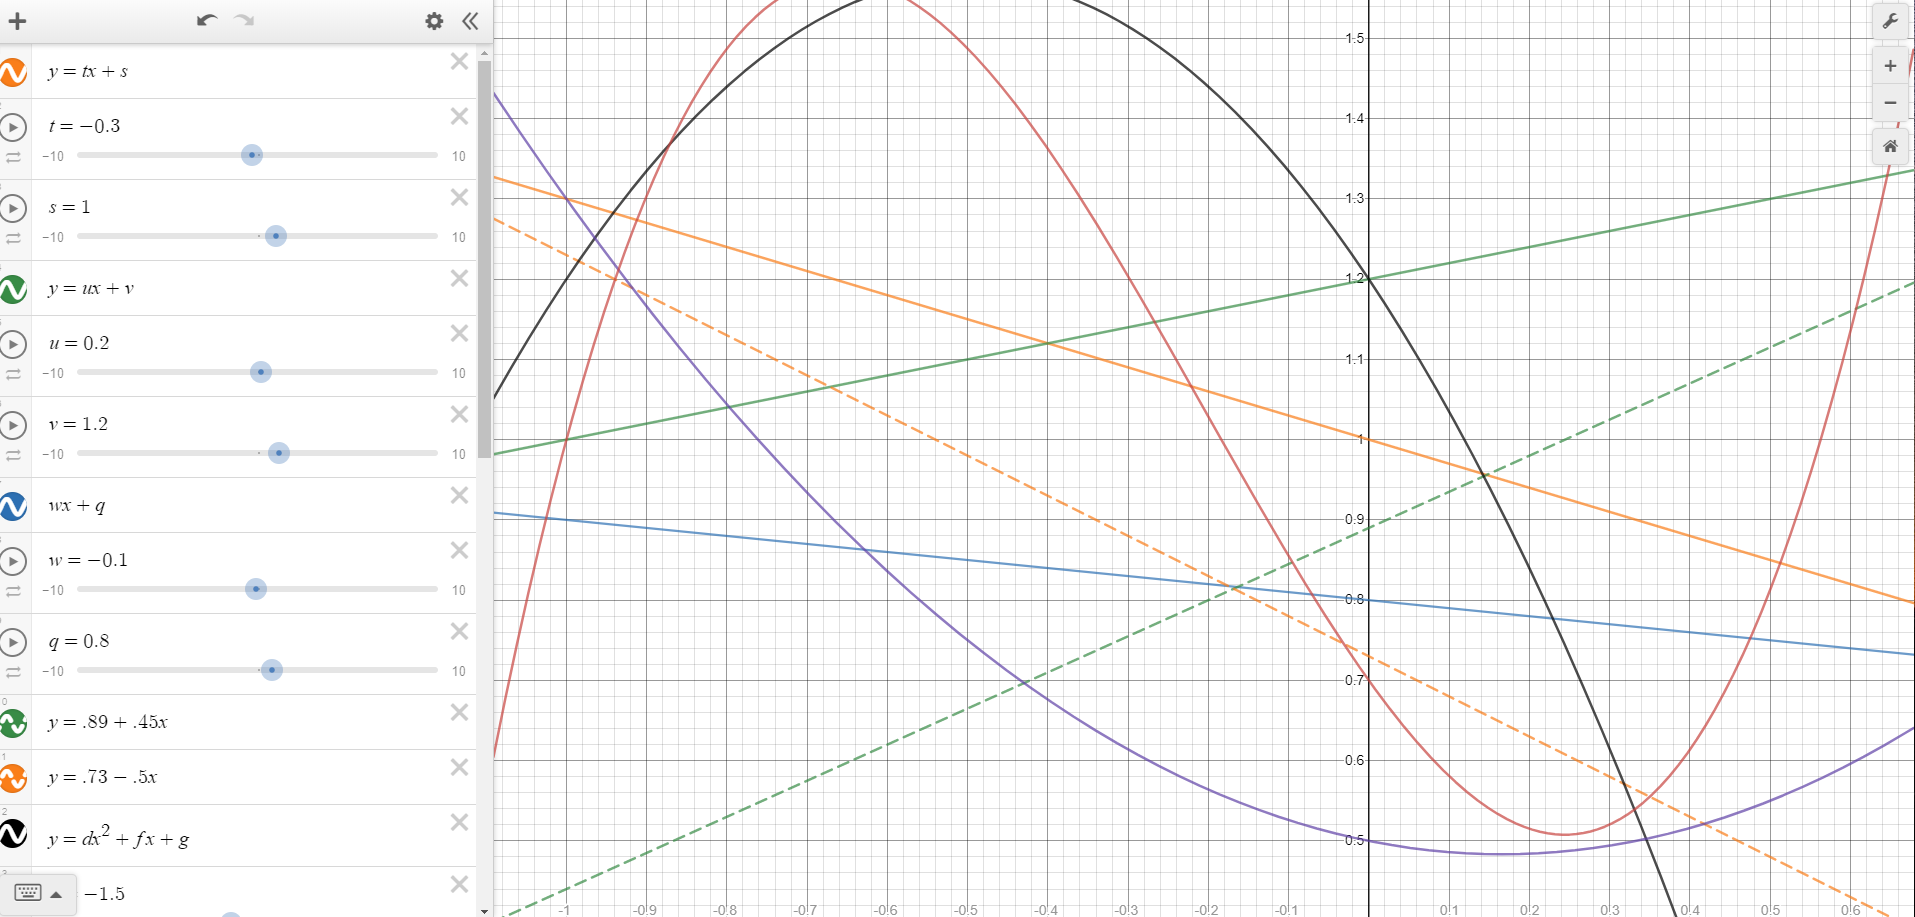 y = tx + s
t = −0.3
−10 10
s = 1
−10 10
y = ux + v
u = 0.2
−10 10
v = 1.2
−10 10
wx + q
w = −0.1
−10 10
q = 0.8
−10 10
y = .89 + .45x
y = .73 − .5x
y = dx² + fx + g
−1.5
1.5
1.4
1.3
1.2
1.1
1
0.9
0.8
0.7
0.6
0.5
-1 -0.9 -0.8 -0.7 -0.6 -0.5 -0.4 -0.3 -0.2 -0.1 0.1 0.2 0.3 0.4 0.5 0.6